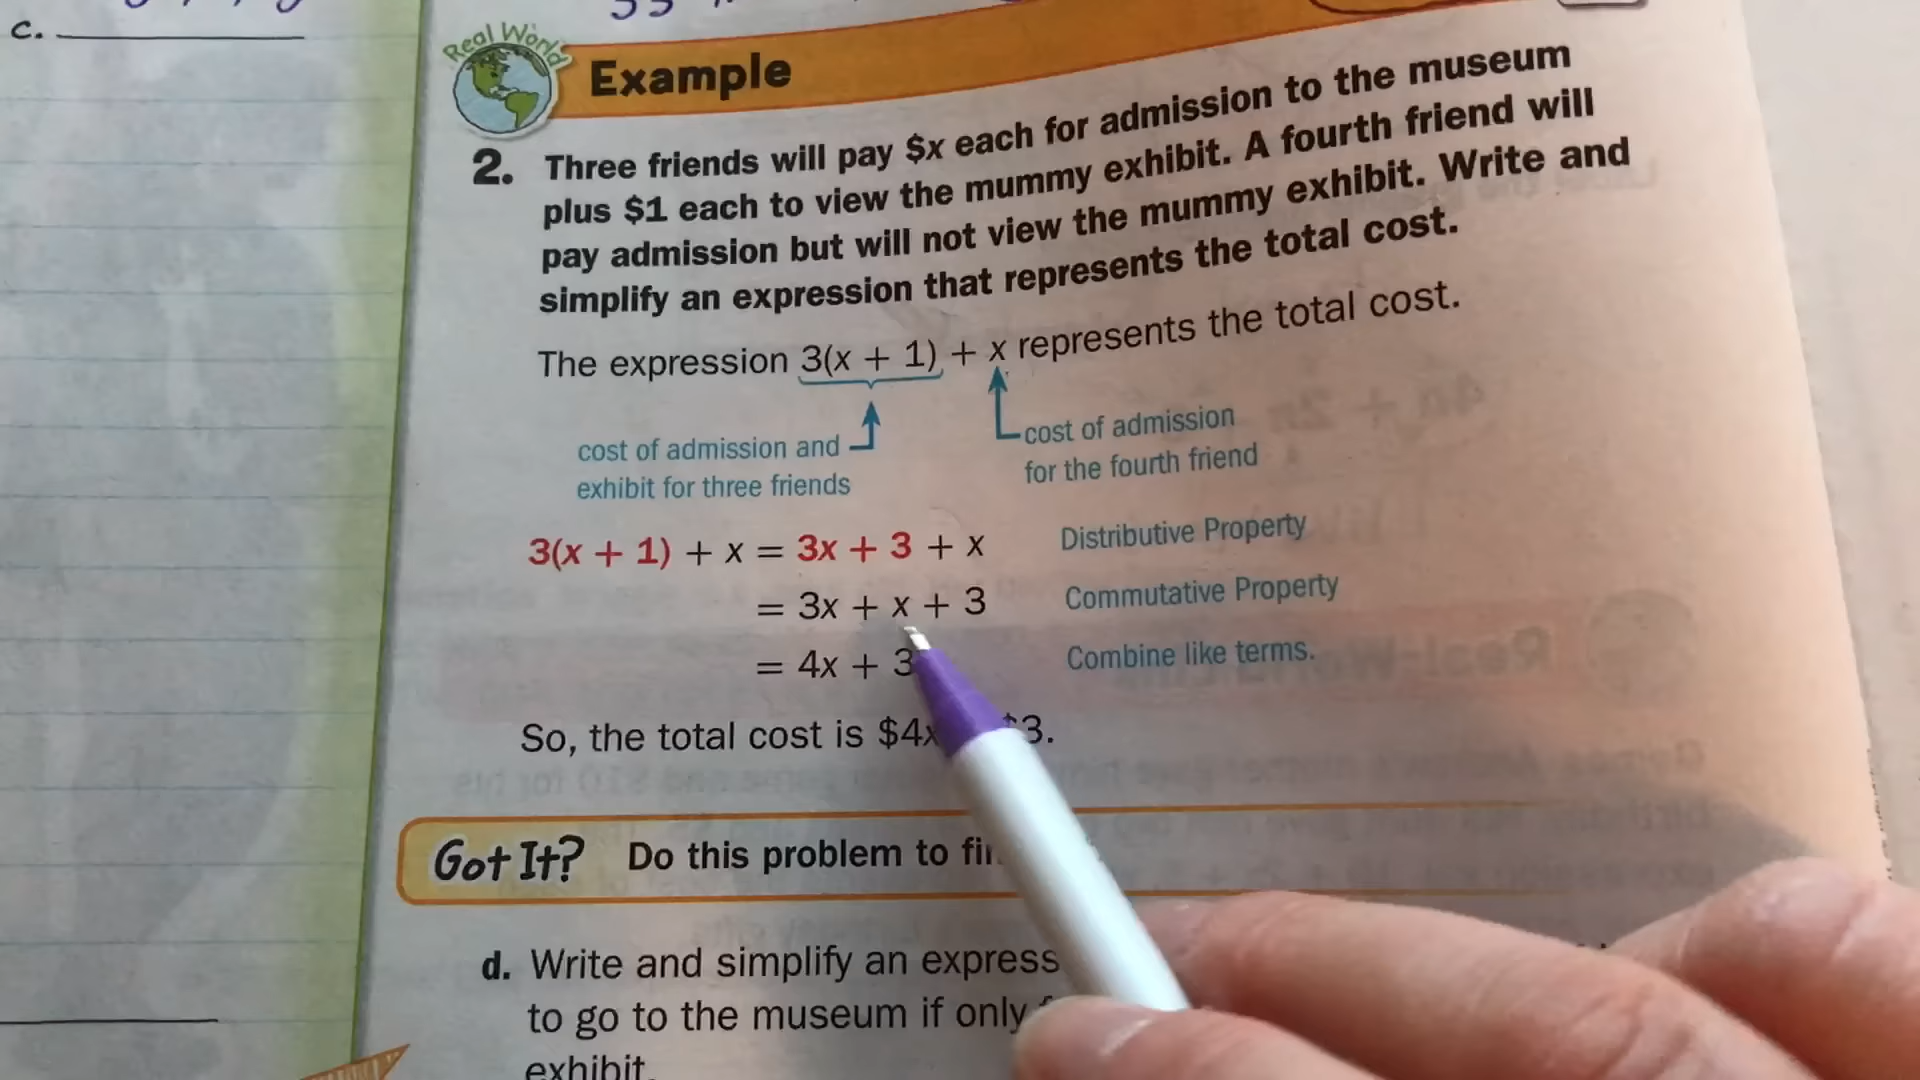 c.
Real World
Example
2. Three friends will pay $x each for admission to the museum
plus $1 each to view the mummy exhibit. A fourth friend will
pay admission but will not view the mummy exhibit. Write and
simplify an expression that represents the total cost.
The expression 3(x + 1) + x represents the total cost.
cost of admission and
exhibit for three friends
cost of admission
for the fourth friend
3(x + 1) + x = 3x + 3 + x Distributive Property
= 3x + x + 3 Commutative Property
= 4x + 3 Combine like terms.
So, the total cost is $4x $3.
Got It? Do this problem to
d. Write and simplify an
to go to the museum if only
exhibit.